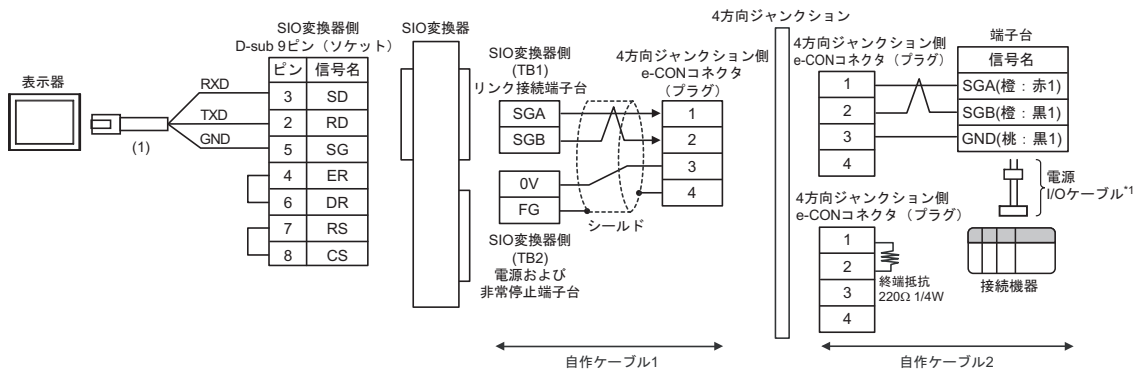 表示器
(1)
RXD
TXD
GND
SIO変換器側
D-sub 9ピン（ソケット）
ピン 信号名
3 SD
2 RD
5 SG
4 ER
6 DR
7 RS
8 CS
SIO変換器
SIO変換器側
(TB1)
リンク接続端子台
SGA
SGB
0V
FG
SIO変換器側
(TB2)
電源および
非常停止端子台
シールド
4方向ジャンクション側
e-CONコネクタ
（プラグ）
1
2
3
4
自作ケーブル1
4方向ジャンクション
4方向ジャンクション側
e-CONコネクタ（プラグ）
1
2
3
4
端子台
信号名
SGA(橙：赤1)
SGB(橙：黒1)
GND(桃：黒1)
電源
I/Oケーブル*1
接続機器
4方向ジャンクション側
e-CONコネクタ（プラグ）
1
2
3
4
終端抵抗
220Ω 1/4W
自作ケーブル2